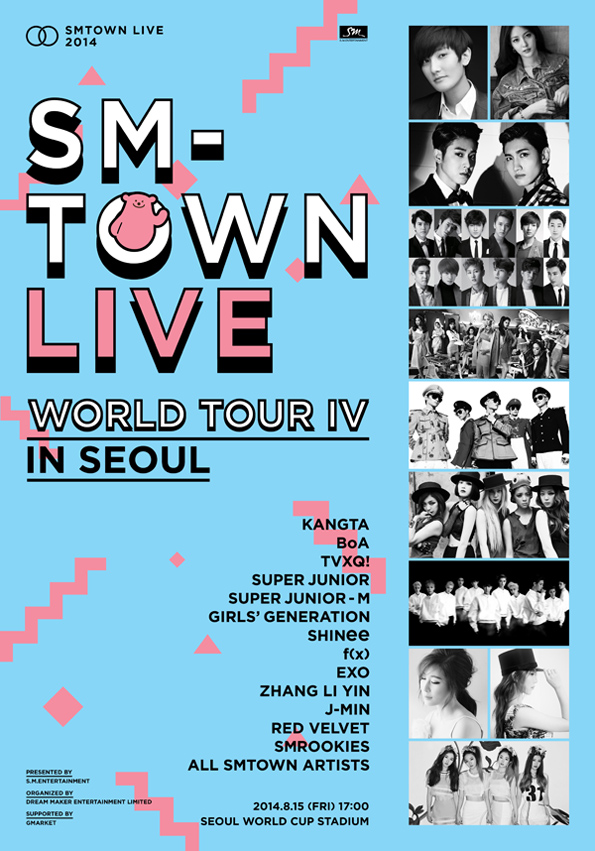 SMTOWN LIVE
2014
SM
SM-
TOWN
LIVE
WORLD TOUR IV
IN SEOUL
KANGTA
BoA
TVXQ!
SUPER JUNIOR
SUPER JUNIOR-M
GIRLS' GENERATION
SHINee
f(x)
EXO
ZHANG LI YIN
J-MIN
RED VELVET
SMROOKIES
ALL SMTOWN ARTISTS
PRESENTED BY
S.M.ENTERTAINMENT
ORGANIZED BY
DREAM MAKER ENTERTAINMENT LIMITED
SUPPORTED BY
GMARKET
2014.8.15 (FRI) 17:00
SEOUL WORLD CUP STADIUM
31